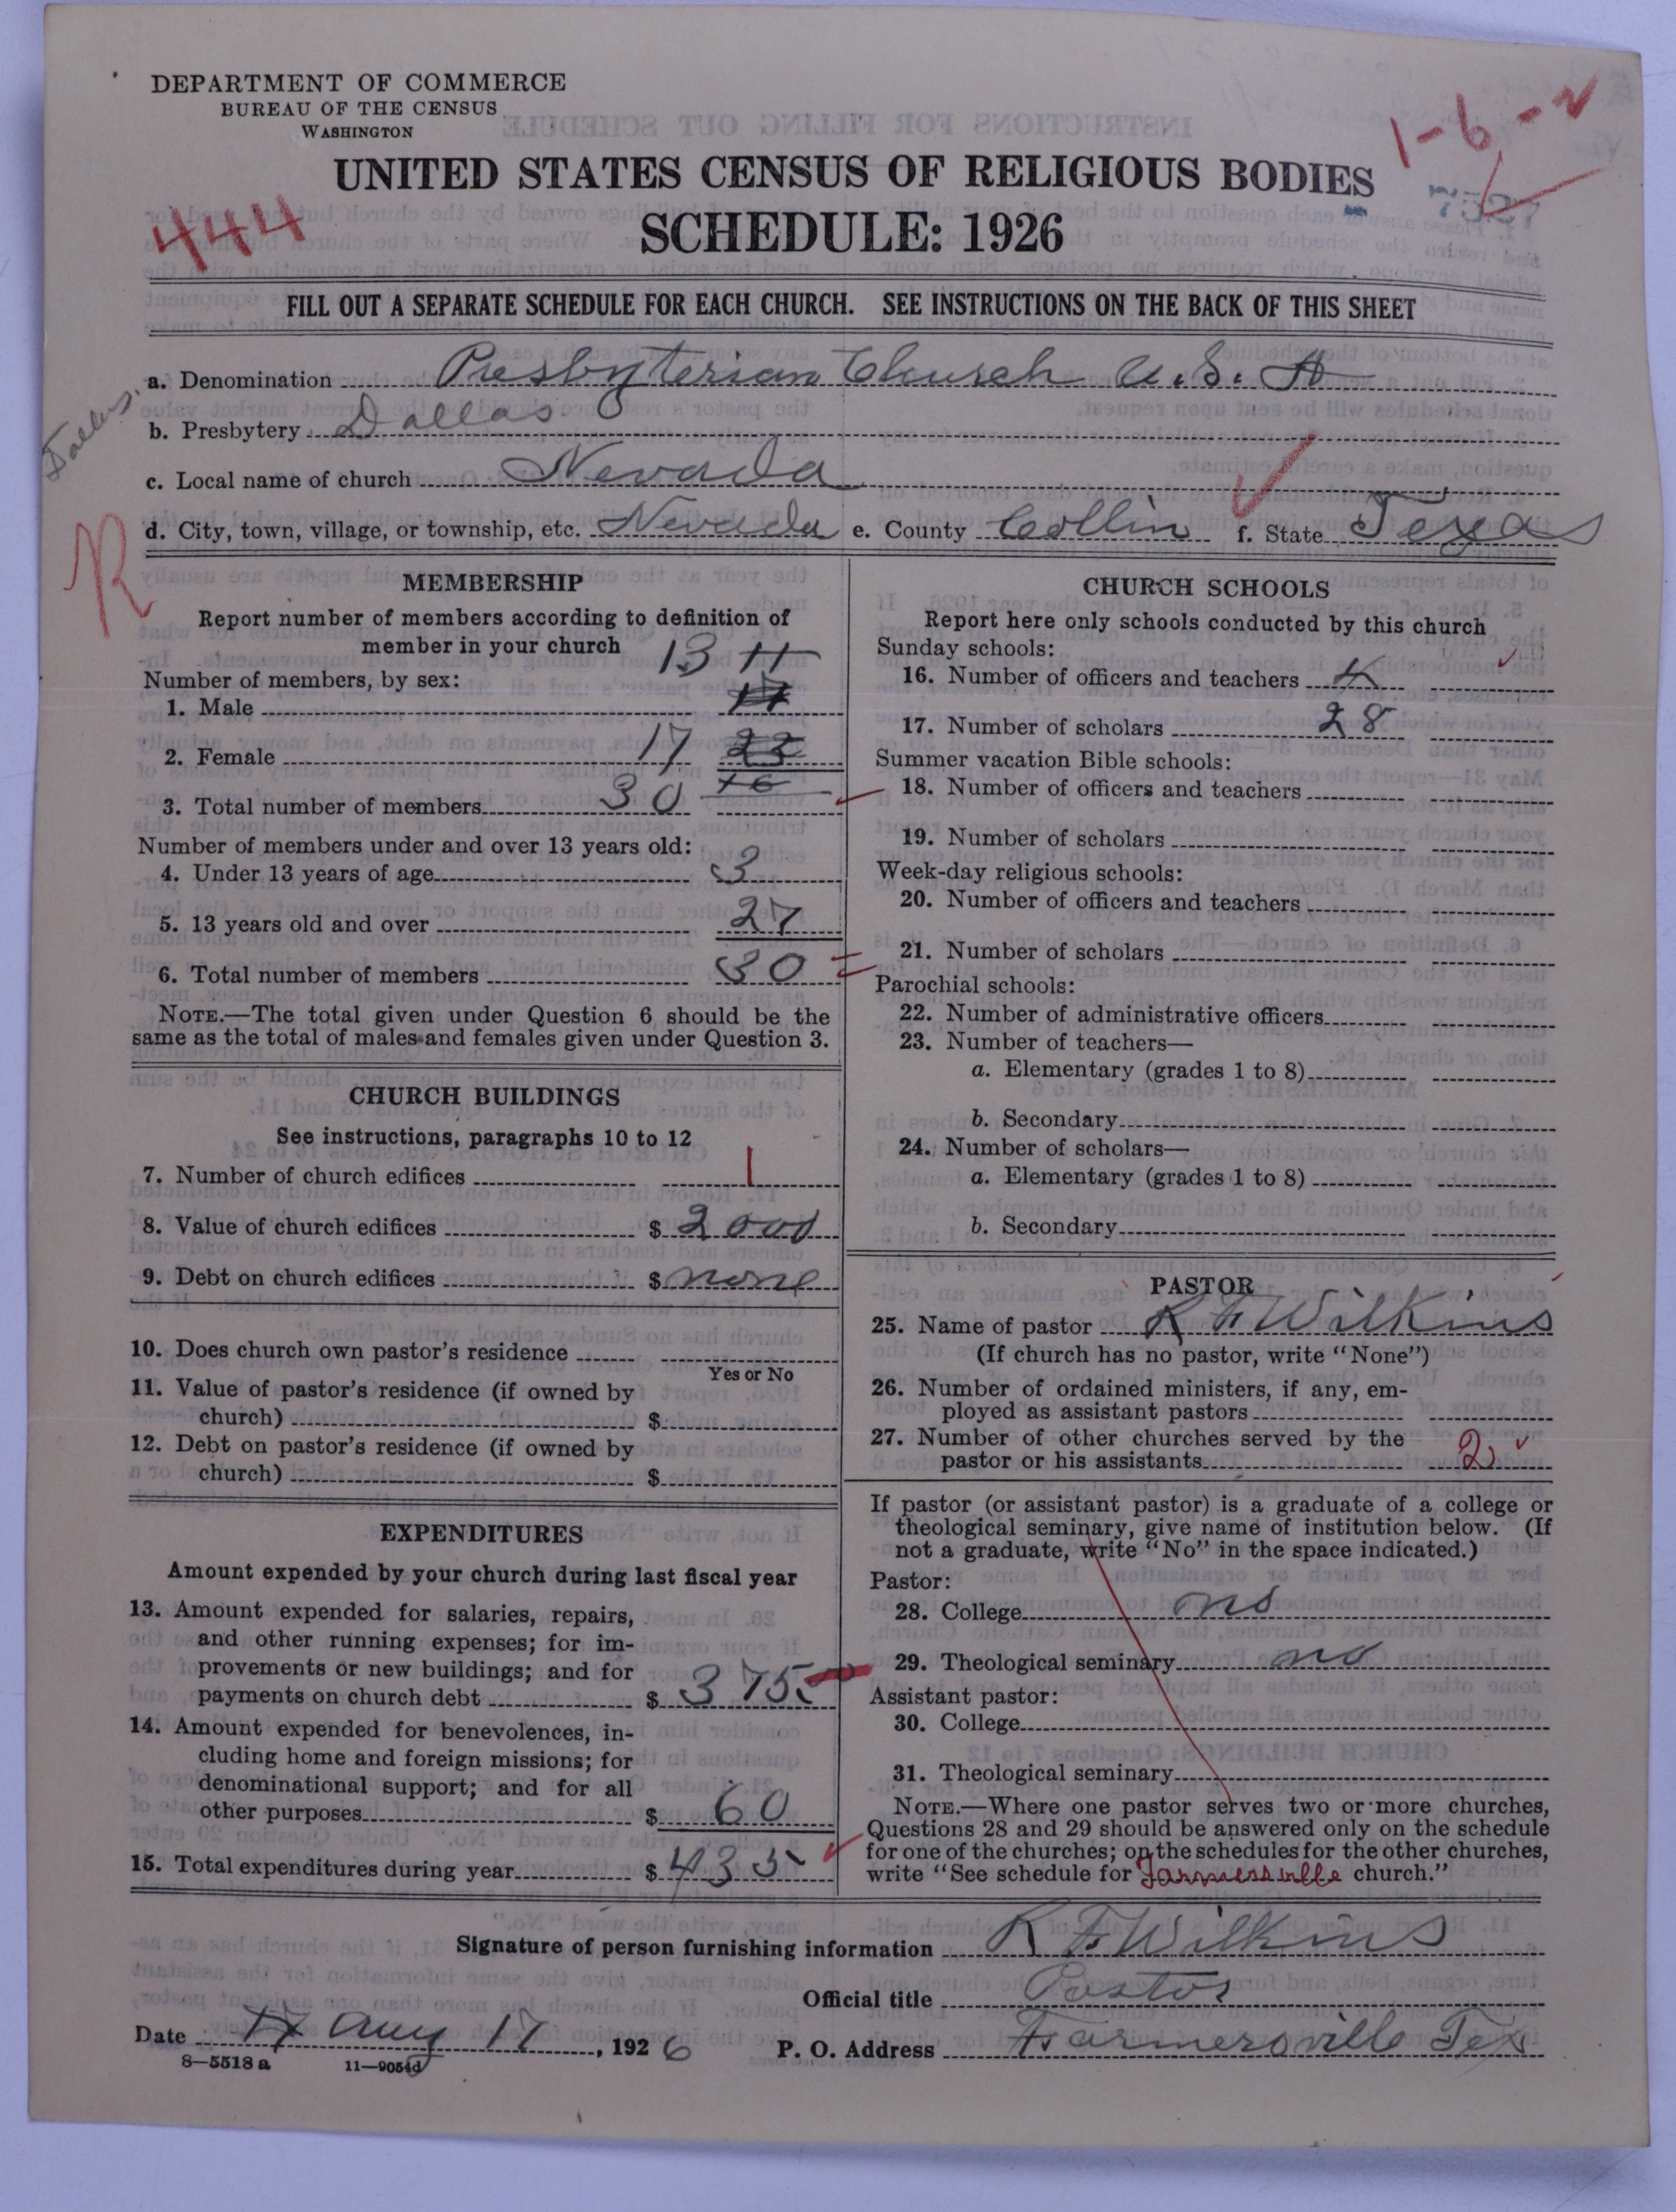 DEPARTMENT OF COMMERCE
BUREAU OF THE CENSUS
WASHINGTON
1-6-2
UNITED STATES CENSUS OF RELIGIOUS BODIES
444
SCHEDULE: 1926
FILL OUT A SEPARATE SCHEDULE FOR EACH CHURCH. SEE INSTRUCTIONS ON THE BACK OF THIS SHEET
a. Denomination Presbyterian Church U.S.A
Dallas
b. Presbytery Dallas
c. Local name of church Nevada
d. City, town, village, or township, etc. Nevada e. County Collin f. State Texas
R
MEMBERSHIP
Report number of members according to definition of
member in your church
Number of members, by sex:
13 11
1. Male 17
2. Female 17 23
3. Total number of members 30
Number of members under and over 13 years old:
4. Under 13 years of age 3
5. 13 years old and over 27
6. Total number of members 30
NOTE.—The total given under Question 6 should be the
same as the total of males and females given under Question 3.
CHURCH BUILDINGS
See instructions, paragraphs 10 to 12
7. Number of church edifices 1
8. Value of church edifices $ 2000
9. Debt on church edifices $ none
10. Does church own pastor's residence
Yes or No
11. Value of pastor's residence (if owned by
church) $
12. Debt on pastor's residence (if owned by
church) $
EXPENDITURES
Amount expended by your church during last fiscal year
13. Amount expended for salaries, repairs,
and other running expenses; for im-
provements or new buildings; and for
payments on church debt $ 375
14. Amount expended for benevolences, in-
cluding home and foreign missions; for
denominational support; and for all
other purposes $ 60
15. Total expenditures during year $ 435
CHURCH SCHOOLS
Report here only schools conducted by this church
Sunday schools:
16. Number of officers and teachers 4
17. Number of scholars 28
Summer vacation Bible schools:
18. Number of officers and teachers
19. Number of scholars
Week-day religious schools:
20. Number of officers and teachers
21. Number of scholars
Parochial schools:
22. Number of administrative officers
23. Number of teachers—
a. Elementary (grades 1 to 8)
b. Secondary
24. Number of scholars—
a. Elementary (grades 1 to 8)
b. Secondary
PASTOR
25. Name of pastor R F Wilkins
(If church has no pastor, write "None")
26. Number of ordained ministers, if any, em-
ployed as assistant pastors
27. Number of other churches served by the
pastor or his assistants 2
If pastor (or assistant pastor) is a graduate of a college or
theological seminary, give name of institution below. (If
not a graduate, write "No" in the space indicated.)
Pastor:
28. College no
29. Theological seminary no
Assistant pastor:
30. College
31. Theological seminary
NOTE.—Where one pastor serves two or more churches,
Questions 28 and 29 should be answered only on the schedule
for one of the churches; on the schedules for the other churches,
write "See schedule for Farmersville church."
Signature of person furnishing information R F Wilkins
Official title Pastor
Date 17 Aug 17, 1926 P. O. Address Farmersville Tex
8—5518 a 11—9054d